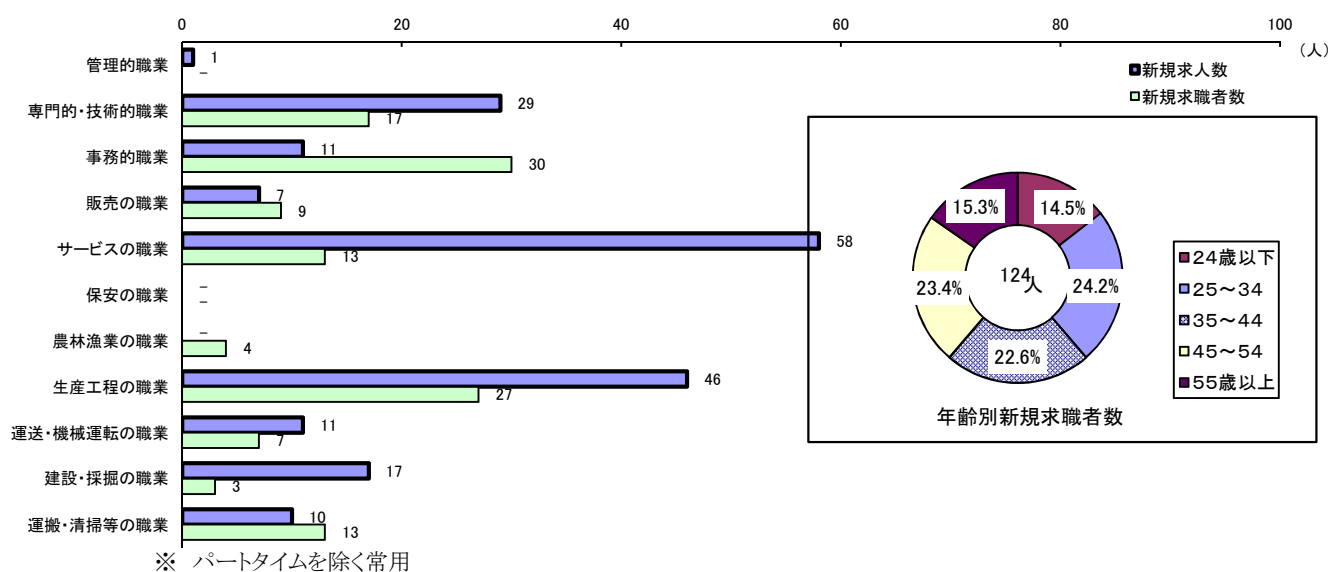 0 20 40 60 80 100
(人)
新規求人数
新規求職者数
管理的職業 1 -
専門的・技術的職業 29 17
事務的職業 11 30
販売の職業 7 9
サービスの職業 58 13
保安の職業 - -
農林漁業の職業 - 4
生産工程の職業 46 27
運送・機械運転の職業 11 7
建設・採掘の職業 17 3
運搬・清掃等の職業 10 13
※ パートタイムを除く常用
15.3% 14.5%
124人
23.4% 24.2%
22.6%
年齢別新規求職者数
24歳以下
25～34
35～44
45～54
55歳以上